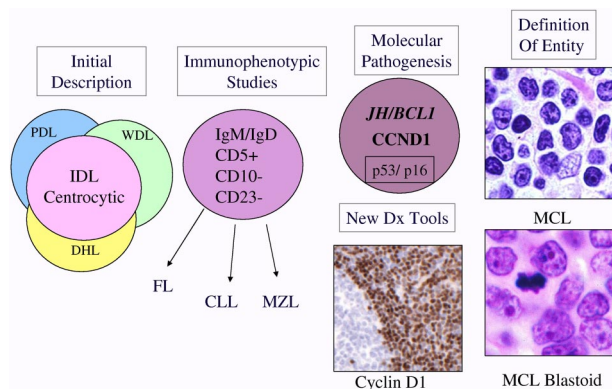 Initial
Description
PDL
WDL
IDL
Centrocytic
DHL
Immunophenotypic
Studies
IgM/IgD
CD5+
CD10-
CD23-
FL
CLL
MZL
Molecular
Pathogenesis
JH/BCL1
CCND1
p53/ p16
New Dx Tools
Cyclin D1
Definition
Of Entity
MCL
MCL Blastoid